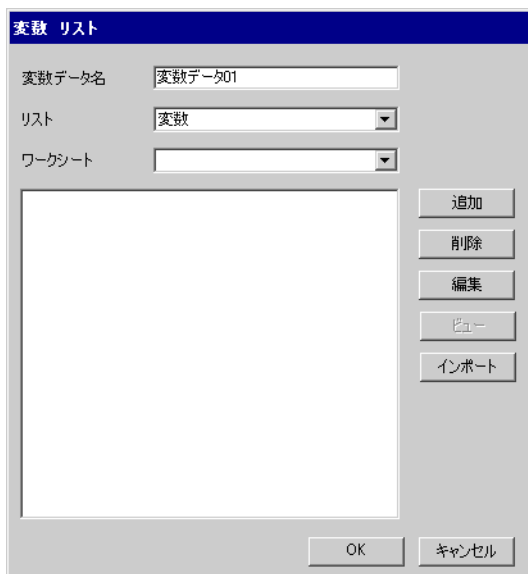 変数 リスト
変数データ名 変数データ01
リスト 変数
ワークシート
追加
削除
編集
ビュー
インポート
OK キャンセル